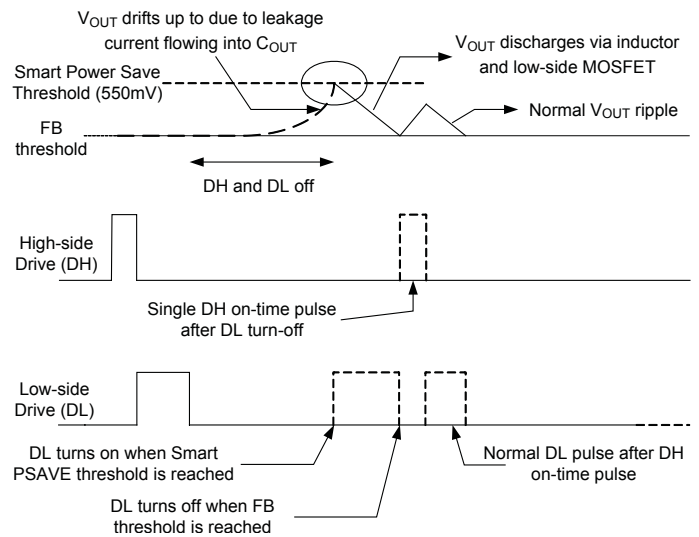 VOUT drifts up to due to leakage
current flowing into COUT
VOUT discharges via inductor
and low-side MOSFET
Smart Power Save
Threshold (550mV)
Normal VOUT ripple
FB
threshold
DH and DL off
High-side
Drive (DH)
Single DH on-time pulse
after DL turn-off
Low-side
Drive (DL)
DL turns on when Smart
PSAVE threshold is reached
Normal DL pulse after DH
on-time pulse
DL turns off when FB
threshold is reached